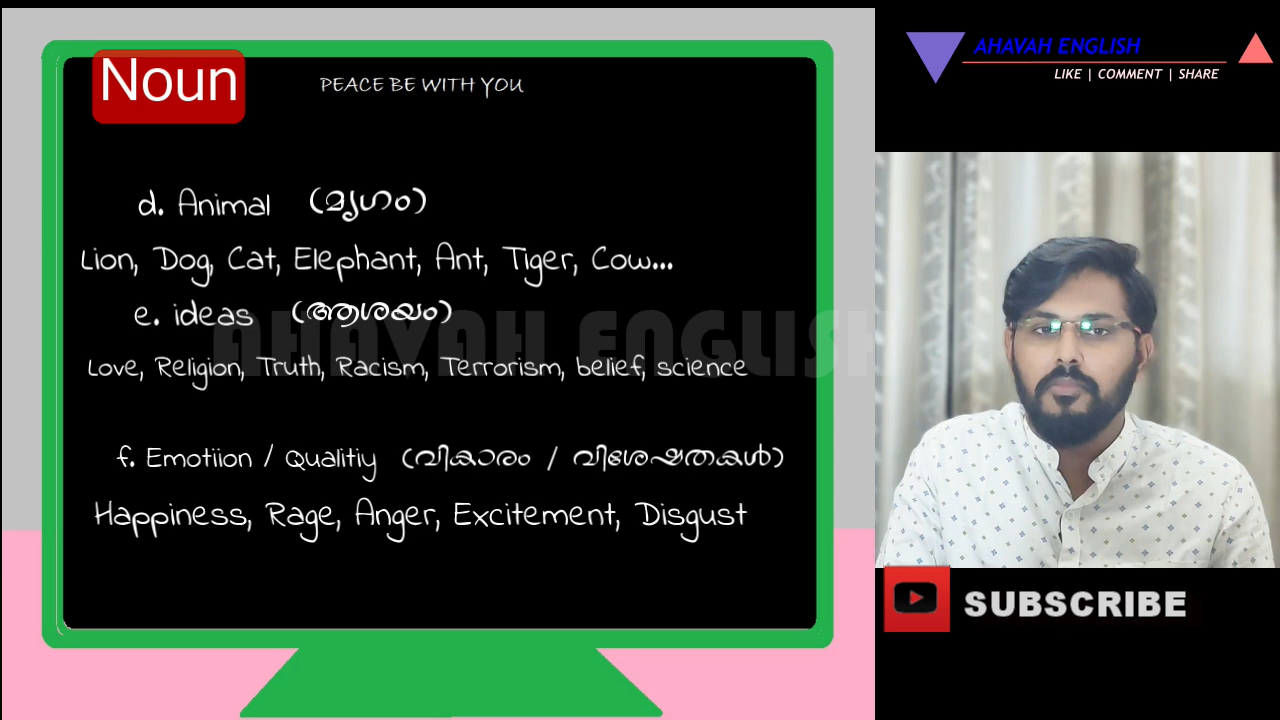 Noun
PEACE BE WITH YOU
d. Animal (മൃഗം)
Lion, Dog, Cat, Elephant, Ant, Tiger, Cow...
e. ideas (ആശയം)
Love, Religion, Truth, Racism, Terrorism, belief, science
f. Emotiion / Qualitiy (വികാരം / വിശേഷതകൾ)
Happiness, Rage, Anger, Excitement, Disgust
AHAVAH ENGLISH
AHAVAH ENGLISH
LIKE | COMMENT | SHARE
SUBSCRIBE